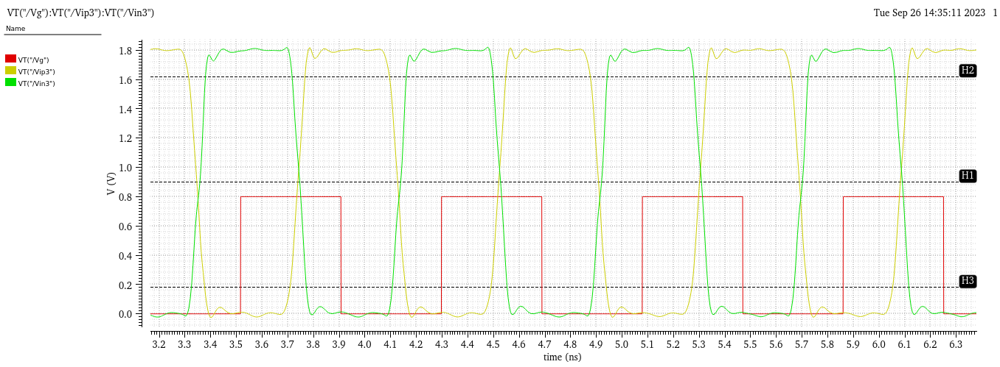 VT("/Vg"):VT("/Vip3"):VT("/Vin3")
Tue Sep 26 14:35:11 2023 1
Name
VT("/Vg")
VT("/Vip3")
VT("/Vin3")
V (V)
1.8
1.6
1.4
1.2
1.0
0.8
0.6
0.4
0.2
0.0
H2
H1
H3
3.2 3.3 3.4 3.5 3.6 3.7 3.8 3.9 4.0 4.1 4.2 4.3 4.4 4.5 4.6 4.7 4.8 4.9 5.0 5.1 5.2 5.3 5.4 5.5 5.6 5.7 5.8 5.9 6.0 6.1 6.2 6.3
time (ns)